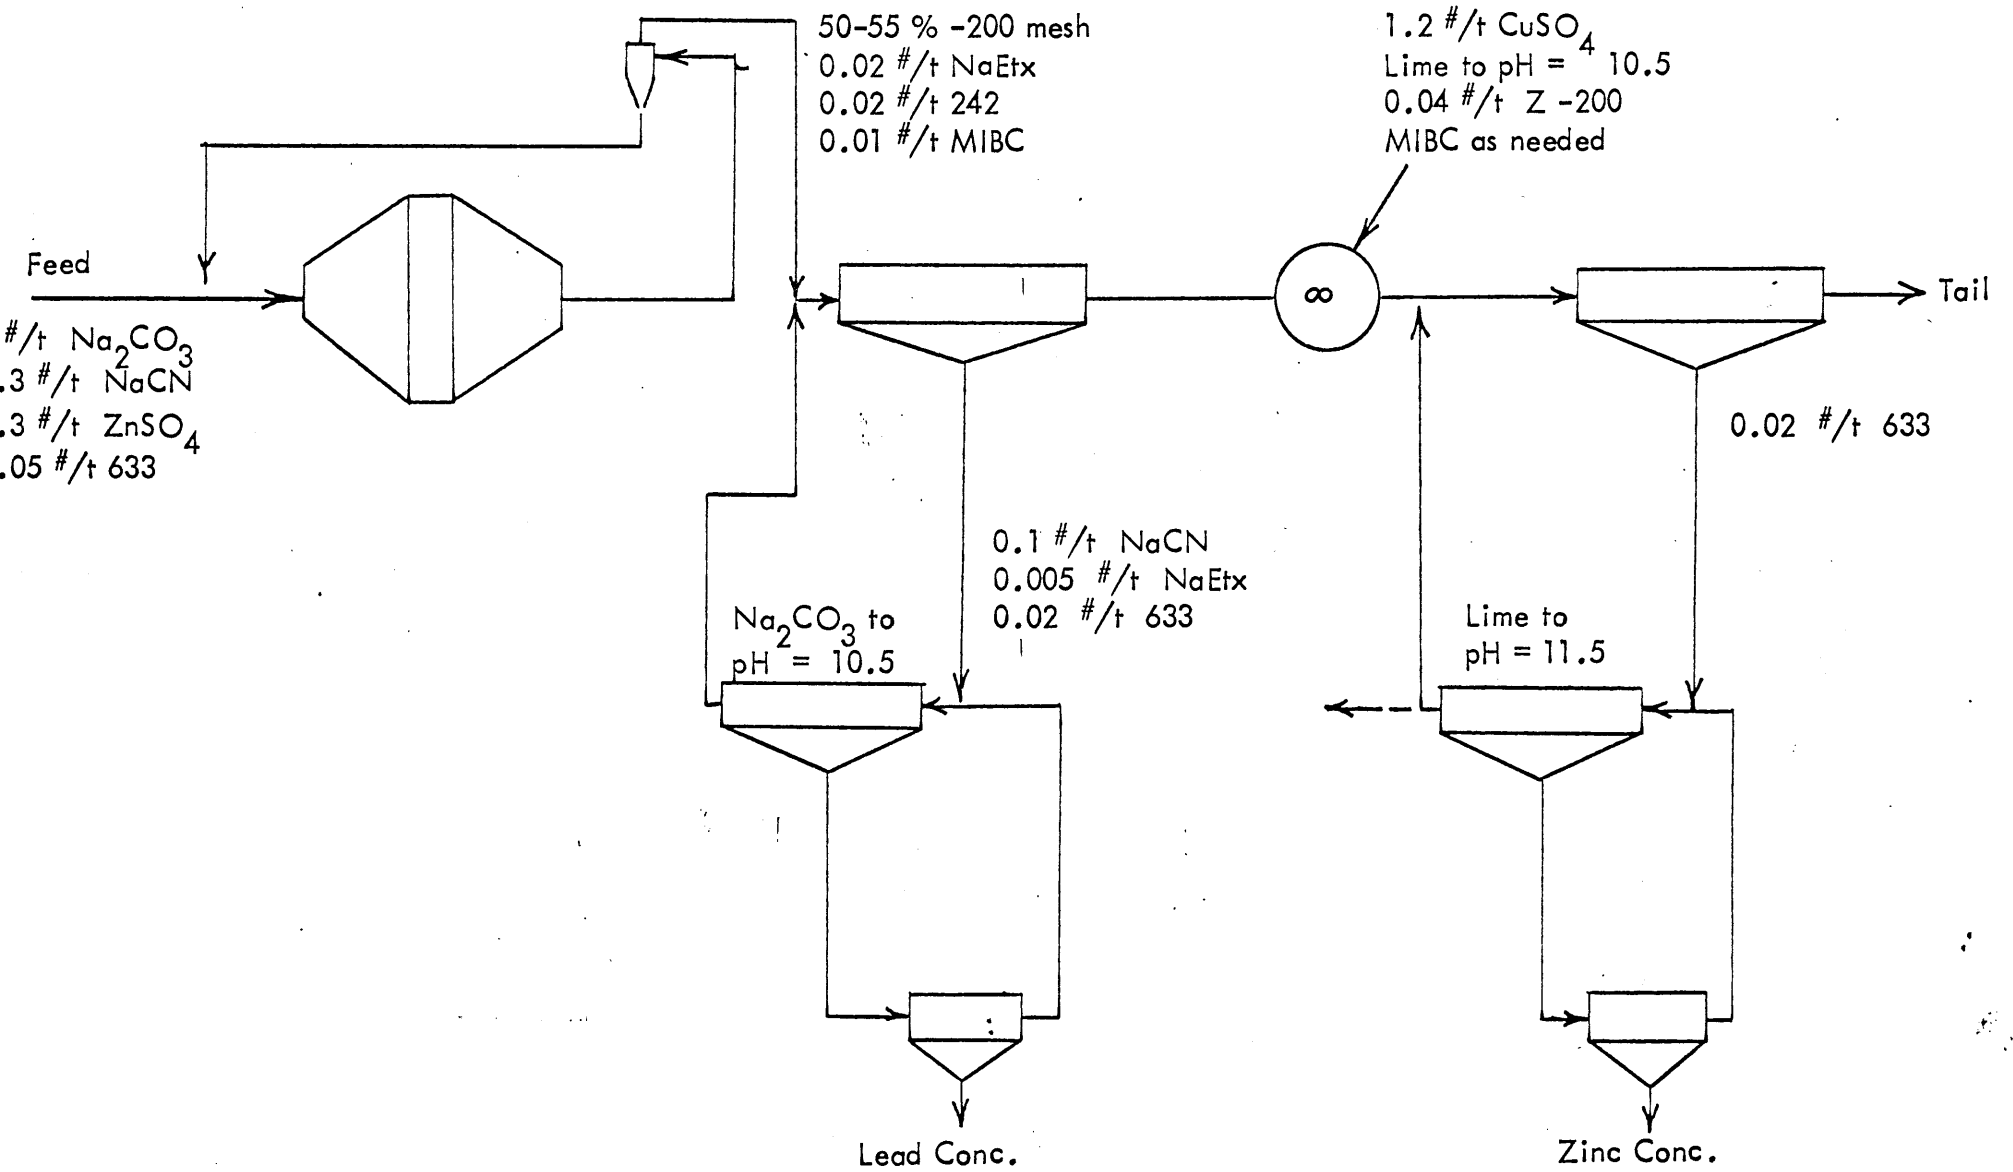 50-55 % -200 mesh
0.02 #/t NaEtx
0.02 #/t 242
0.01 #/t MIBC
1.2 #/t CuSO4
Lime to pH = 10.5
0.04 #/t Z -200
MIBC as needed
Feed
#/t Na2CO3
.3 #/t NaCN
.3 #/t ZnSO4
.05 #/t 633
∞
Tail
0.02 #/t 633
0.1 #/t NaCN
0.005 #/t NaEtx
0.02 #/t 633
Na2CO3 to
pH = 10.5
Lime to
pH = 11.5
Lead Conc.
Zinc Conc.